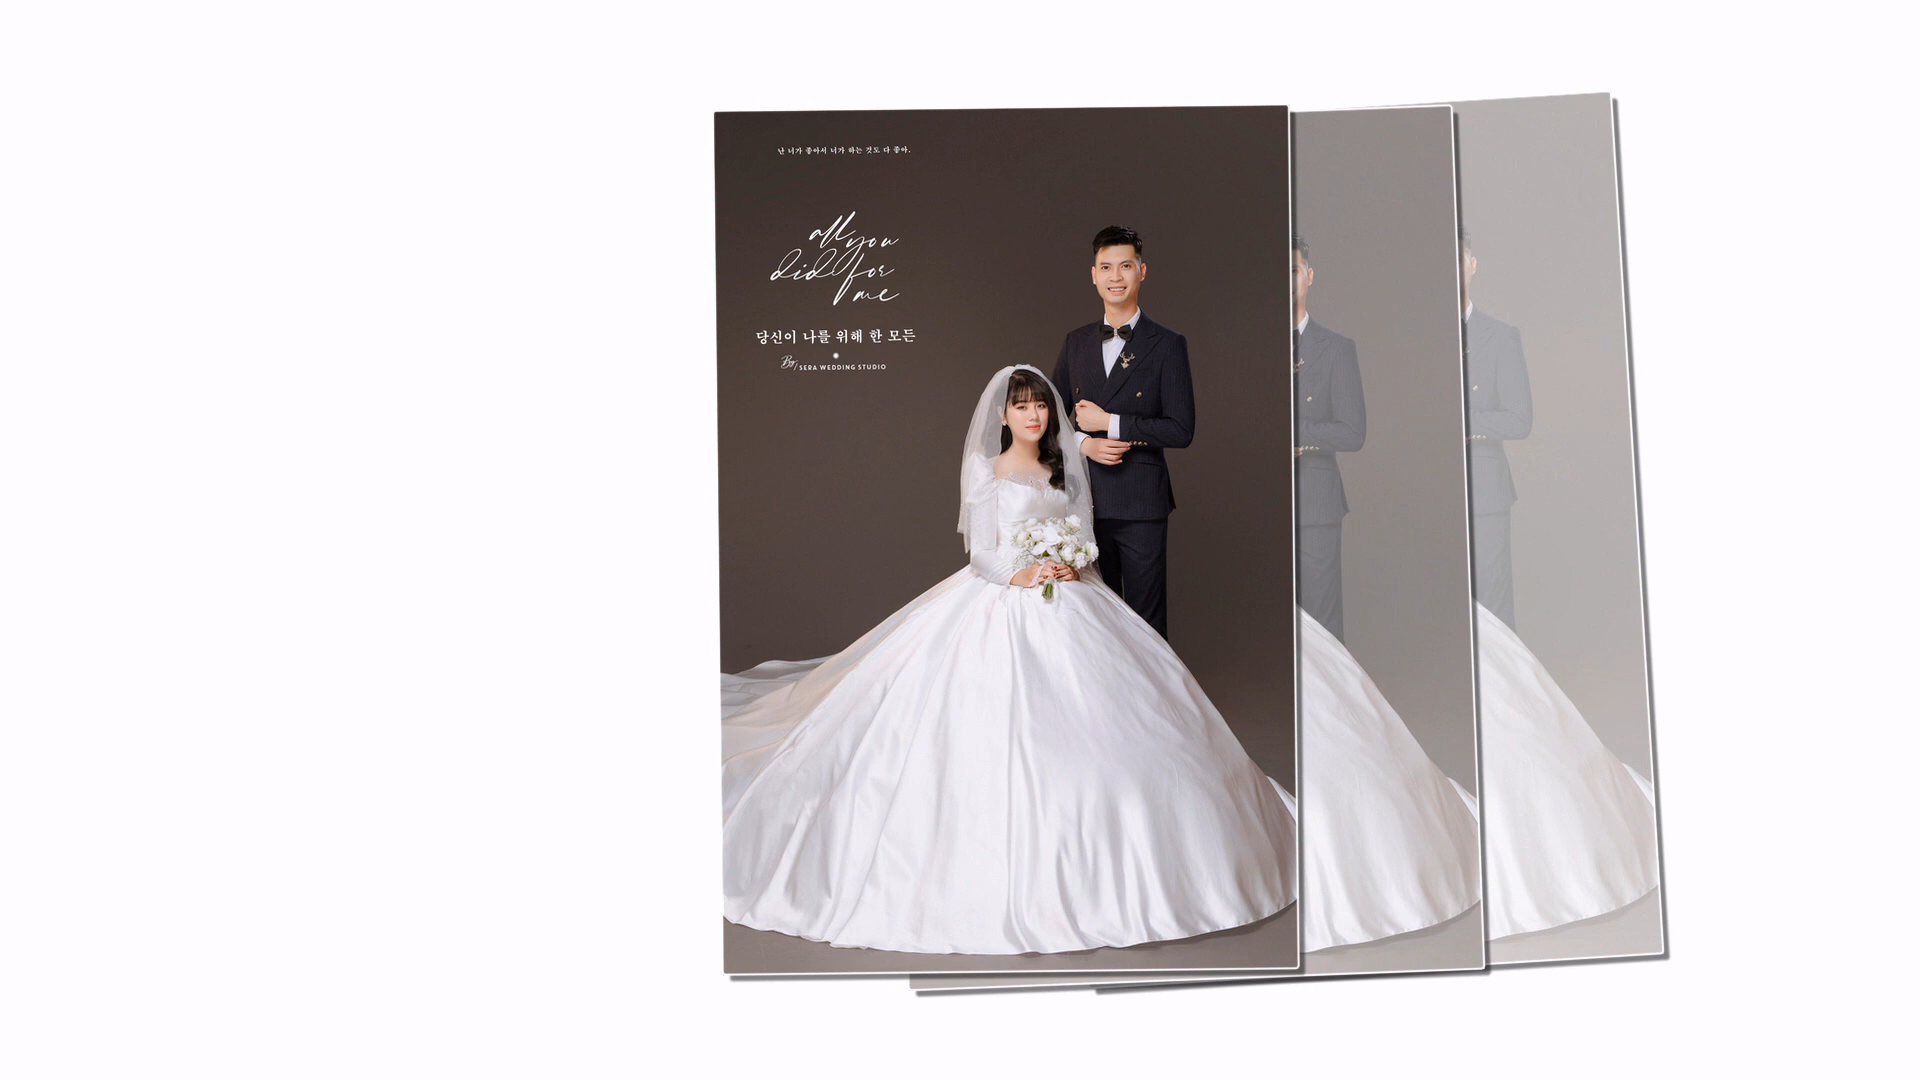 난 너가 좋아서 너가 하는 것도 다 좋아.
all you
did for
me
당신이 나를 위해 한 모든
By/ SERA WEDDING STUDIO